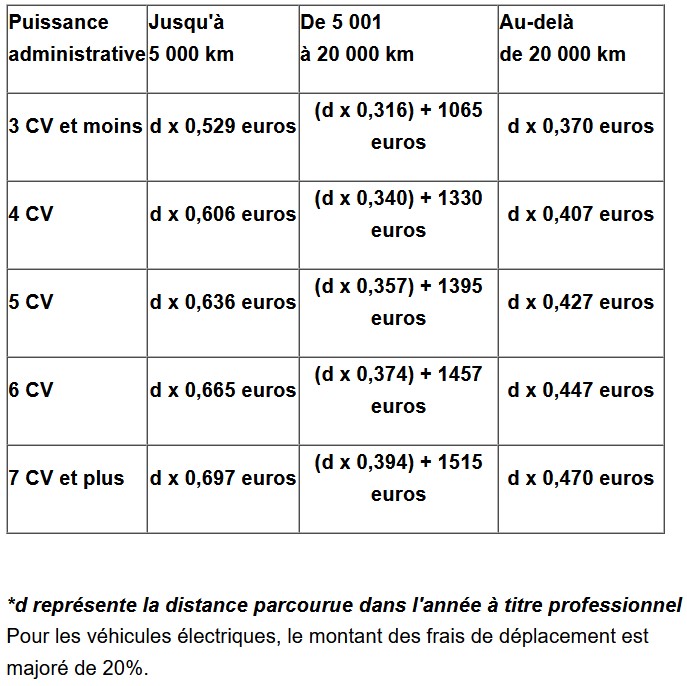 Puissance administrative Jusqu'à 5 000 km De 5 001 à 20 000 km Au-delà de 20 000 km
3 CV et moins d x 0,529 euros (d x 0,316) + 1065 euros d x 0,370 euros
4 CV d x 0,606 euros (d x 0,340) + 1330 euros d x 0,407 euros
5 CV d x 0,636 euros (d x 0,357) + 1395 euros d x 0,427 euros
6 CV d x 0,665 euros (d x 0,374) + 1457 euros d x 0,447 euros
7 CV et plus d x 0,697 euros (d x 0,394) + 1515 euros d x 0,470 euros
*d représente la distance parcourue dans l'année à titre professionnel
Pour les véhicules électriques, le montant des frais de déplacement est
majoré de 20%.